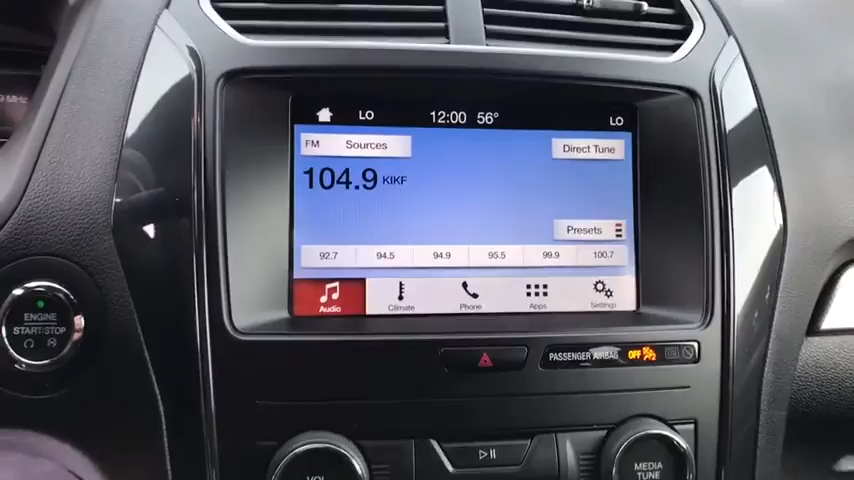 LO 12:00 56° LO
FM Sources
Direct Tune
104.9 KIKF
Presets
92.7 94.5 94.9 95.5 99.9 100.7
Audio Climate Phone Apps Settings
ENGINE
START STOP
PASSENGER AIRBAG OFF
VOL
MEDIA
TUNE